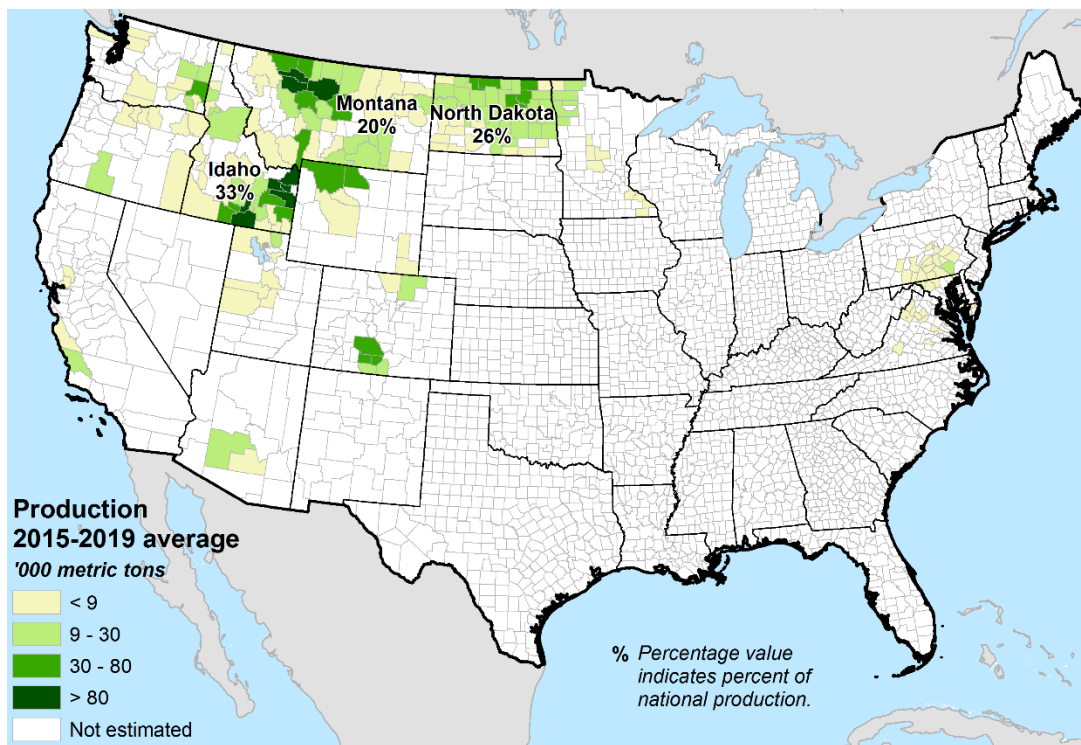 Montana
20%
North Dakota
26%
Idaho
33%
Production
2015-2019 average
'000 metric tons
< 9
9 - 30
30 - 80
> 80
Not estimated
% Percentage value
indicates percent of
national production.